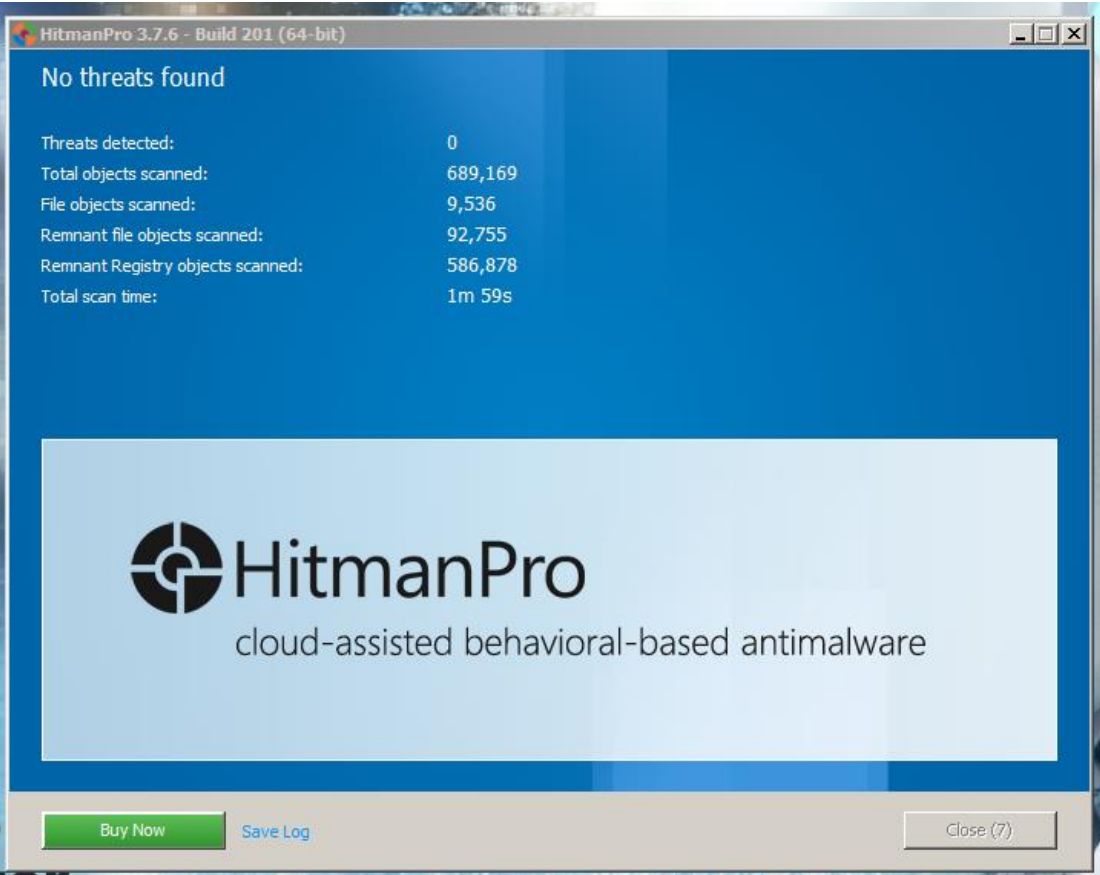 HitmanPro 3.7.6 - Build 201 (64-bit)
No threats found
Threats detected: 0
Total objects scanned: 689,169
File objects scanned: 9,536
Remnant file objects scanned: 92,755
Remnant Registry objects scanned: 586,878
Total scan time: 1m 59s
HitmanPro
cloud-assisted behavioral-based antimalware
Buy Now Save Log Close (7)